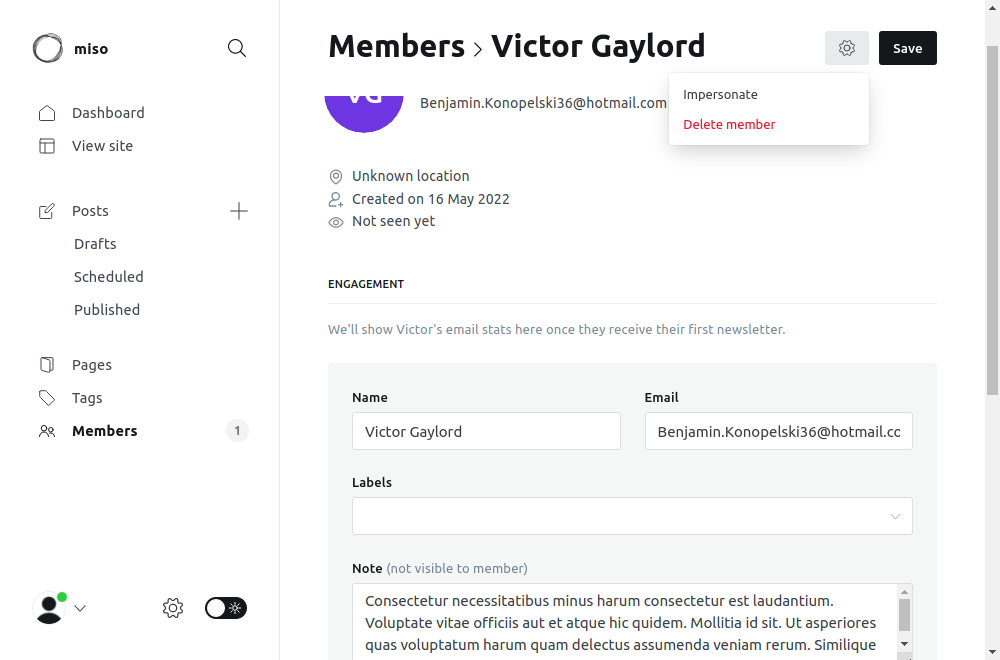 miso
Dashboard
View site
Posts
Drafts
Scheduled
Published
Pages
Tags
Members 1
Members > Victor Gaylord
Save
Impersonate
Delete member
VG
Benjamin.Konopelski36@hotmail.com
Unknown location
Created on 16 May 2022
Not seen yet
ENGAGEMENT
We'll show Victor's email stats here once they receive their first newsletter.
Name
Victor Gaylord
Email
Benjamin.Konopelski36@hotmail.co
Labels
Note (not visible to member)
Consectetur necessitatibus minus harum consectetur est laudantium.
Voluptate vitae officiis aut et atque hic quidem. Mollitia id sit. Ut asperiores
quas voluptatum harum quam delectus assumenda veniam rerum. Similique